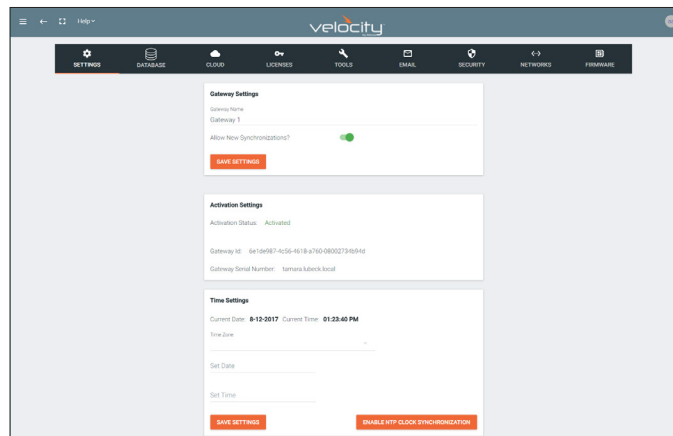 Help
velocity
SETTINGS DATABASE CLOUD LICENSES TOOLS EMAIL SECURITY NETWORKS FIRMWARE
Gateway Settings
Gateway Name
Gateway 1
Allow New Synchronizations?
SAVE SETTINGS
Activation Settings
Activation Status: Activated
Gateway Id: 6e1de987-4c56-4618-a760-08002734b94d
Gateway Serial Number: tamara.lubeck.local
Time Settings
Current Date: 8-12-2017 Current Time: 01:23:40 PM
Time Zone
Set Date
Set Time
SAVE SETTINGS ENABLE NTP CLOCK SYNCHRONIZATION